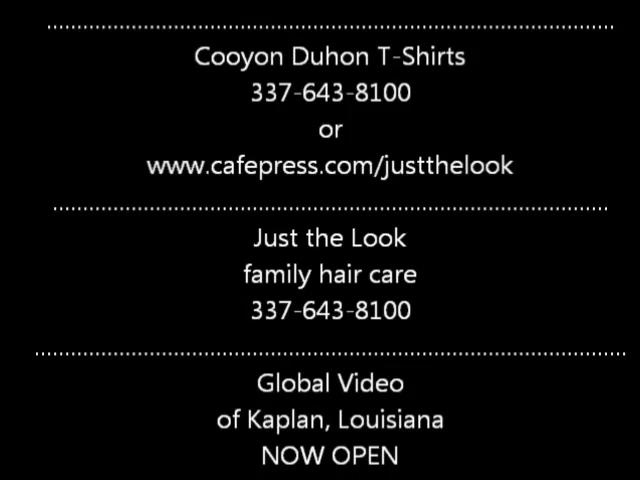 Cooyon Duhon T-Shirts
337-643-8100
or
www.cafepress.com/justthelook
Just the Look
family hair care
337-643-8100
Global Video
of Kaplan, Louisiana
NOW OPEN